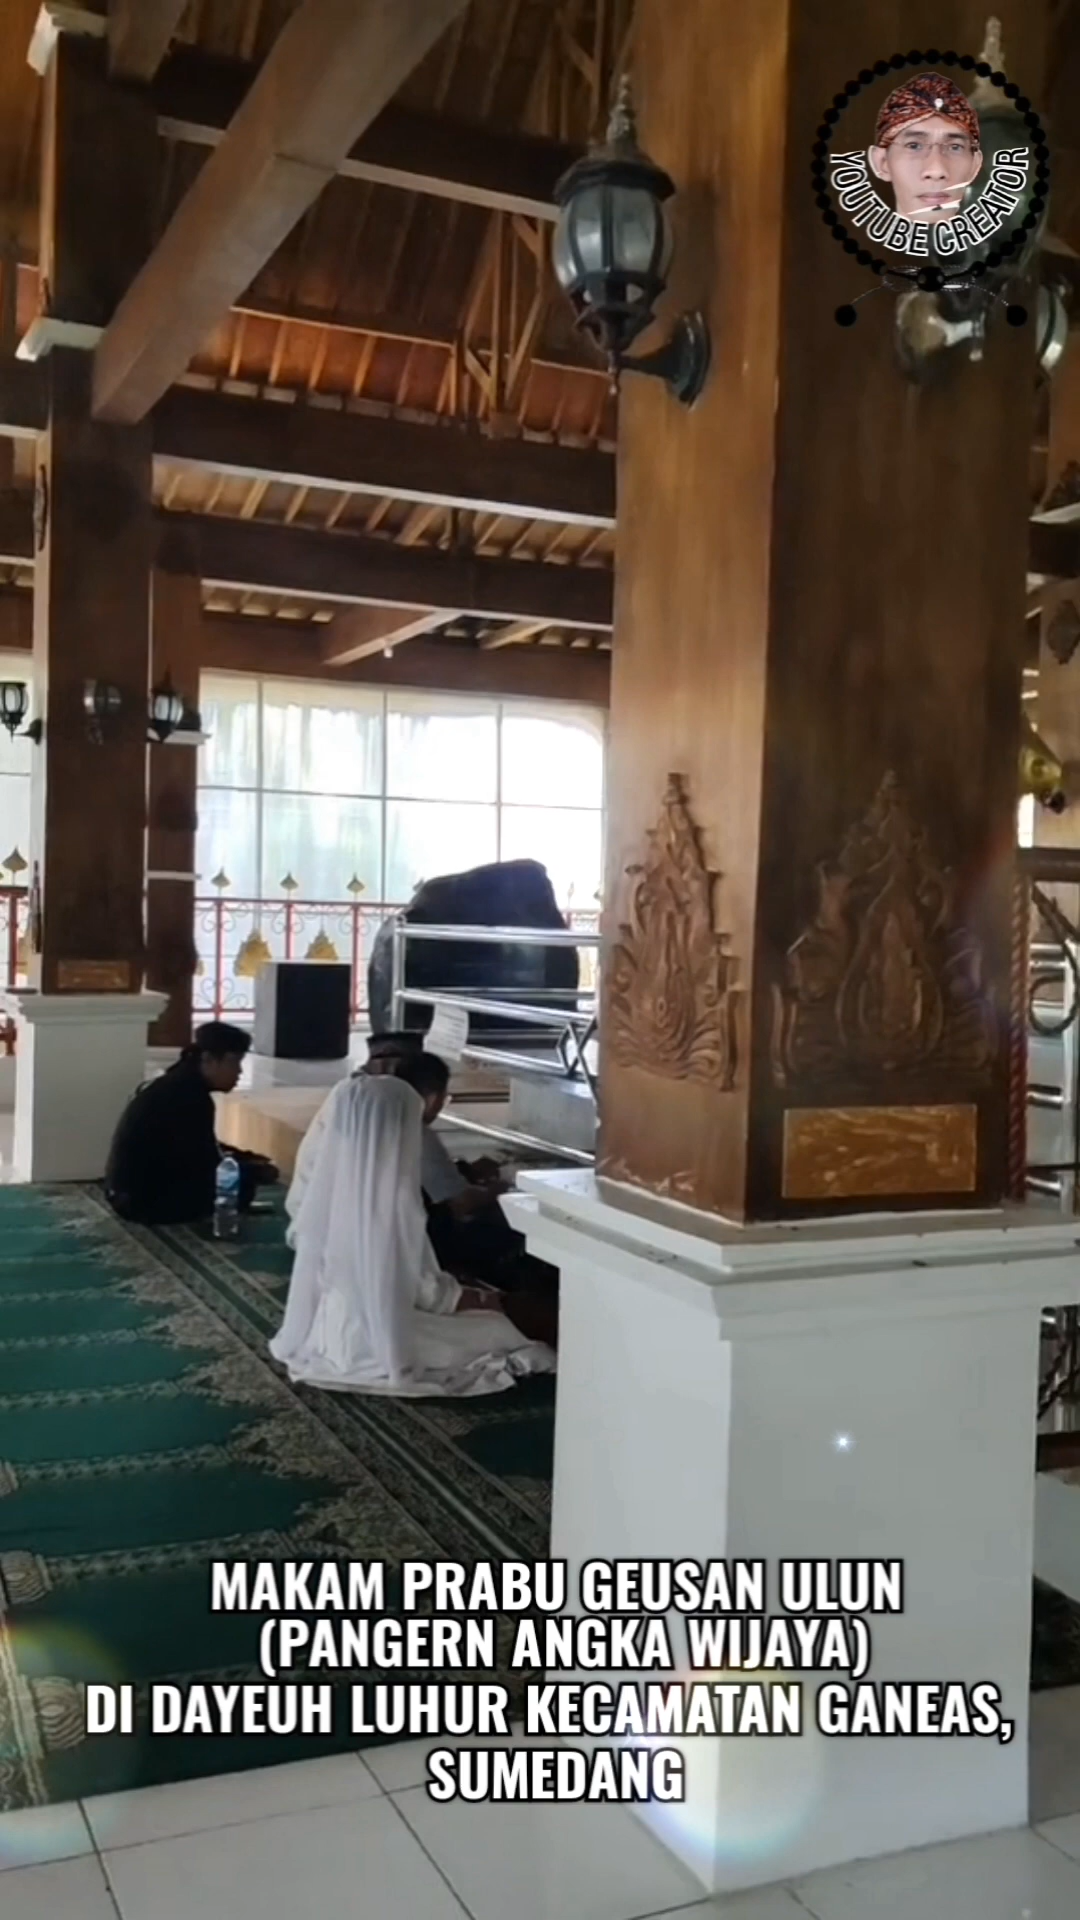 YOUTUBE CREATOR
MAKAM PRABU GEUSAN ULUN
(PANGERN ANGKA WIJAYA)
DI DAYEUH LUHUR KECAMATAN GANEAS,
SUMEDANG